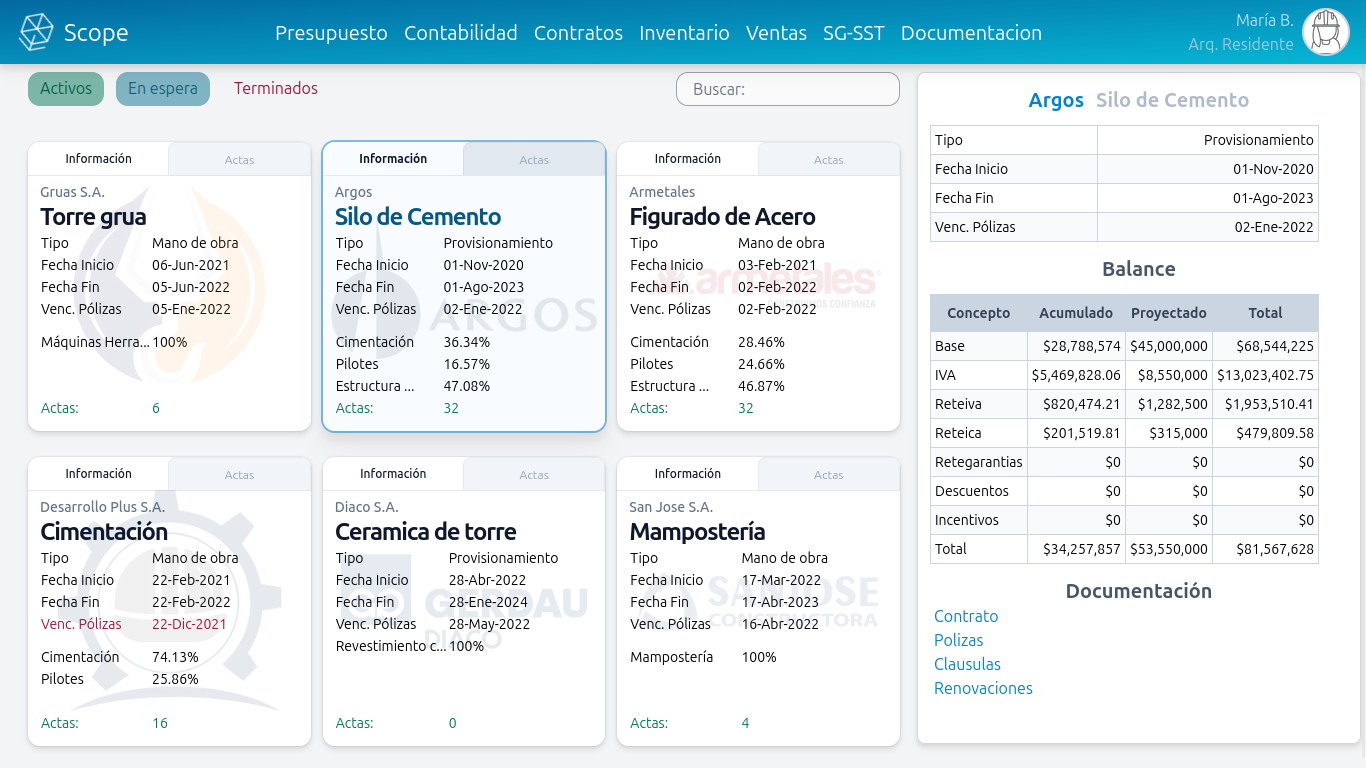 Scope
Presupuesto Contabilidad Contratos Inventario Ventas SG-SST Documentacion
María B.
Arq. Residente
Activos En espera Terminados
Buscar:
Información Actas
Gruas S.A.
Torre grua
Tipo Mano de obra
Fecha Inicio 06-Jun-2021
Fecha Fin 05-Jun-2022
Venc. Pólizas 05-Ene-2022
Máquinas Herra... 100%
Actas: 6
Información Actas
Argos
Silo de Cemento
Tipo Provisionamiento
Fecha Inicio 01-Nov-2020
Fecha Fin 01-Ago-2023
Venc. Pólizas 02-Ene-2022
ARGOS
Cimentación 36.34%
Pilotes 16.57%
Estructura ... 47.08%
Actas: 32
Información Actas
Armetales
Figurado de Acero
Tipo Mano de obra
Fecha Inicio 03-Feb-2021
armetales
Fecha Fin 02-Feb-2022
Venc. Pólizas 02-Feb-2022
Cimentación 28.46%
Pilotes 24.66%
Estructura ... 46.87%
Actas: 32
Información Actas
Desarrollo Plus S.A.
Cimentación
Tipo Mano de obra
Fecha Inicio 22-Feb-2021
Fecha Fin 22-Feb-2022
Venc. Pólizas 22-Dic-2021
Cimentación 74.13%
Pilotes 25.86%
Actas: 16
Información Actas
Diaco S.A.
Ceramica de torre
Tipo Provisionamiento
Fecha Inicio 28-Abr-2022
Fecha Fin 28-Ene-2024
GERDAU
Venc. Pólizas 28-May-2022
DIACO
Revestimiento c... 100%
Actas: 0
Información Actas
San Jose S.A.
Mampostería
Tipo Mano de obra
Fecha Inicio 17-Mar-2022
SANJOSE
Fecha Fin 17-Abr-2023
CONSTRUCTORA
Venc. Pólizas 16-Abr-2022
Mampostería 100%
Actas: 4
Argos Silo de Cemento
Tipo Provisionamiento
Fecha Inicio 01-Nov-2020
Fecha Fin 01-Ago-2023
Venc. Pólizas 02-Ene-2022
Balance
Concepto Acumulado Proyectado Total
Base $28,788,574 $45,000,000 $68,544,225
IVA $5,469,828.06 $8,550,000 $13,023,402.75
Reteiva $820,474.21 $1,282,500 $1,953,510.41
Reteica $201,519.81 $315,000 $479,809.58
Retegarantias $0 $0 $0
Descuentos $0 $0 $0
Incentivos $0 $0 $0
Total $34,257,857 $53,550,000 $81,567,628
Documentación
Contrato
Polizas
Clausulas
Renovaciones